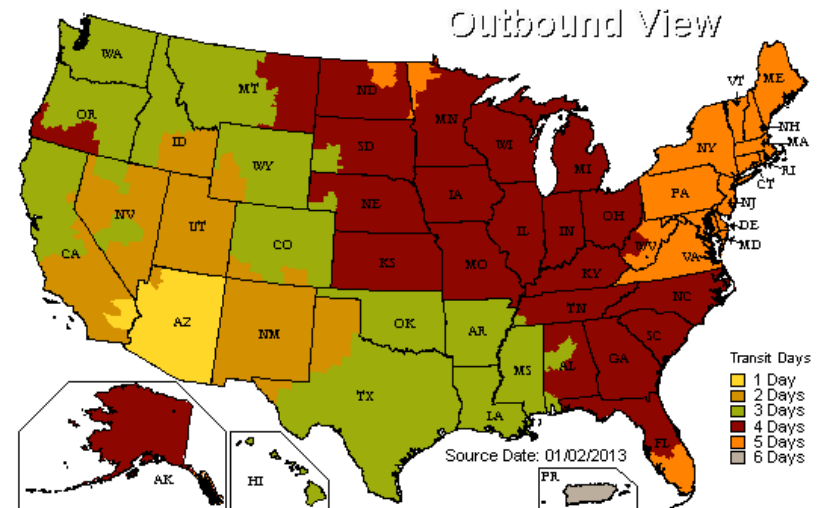 Outbound View
WA
MT
ND
MN
OR
ID
WY
SD
WI
MI
VT
ME
NH
MA
RI
CT
NY
PA
NJ
DE
MD
NV
UT
CO
NE
IA
IL
IN
OH
WV
VA
CA
KS
MO
KY
AZ
NM
OK
AR
TN
NC
SC
TX
LA
MS
AL
GA
FL
Transit Days
1 Day
2 Days
3 Days
4 Days
5 Days
6 Days
Source Date: 01/02/2013
AK
HI
PR